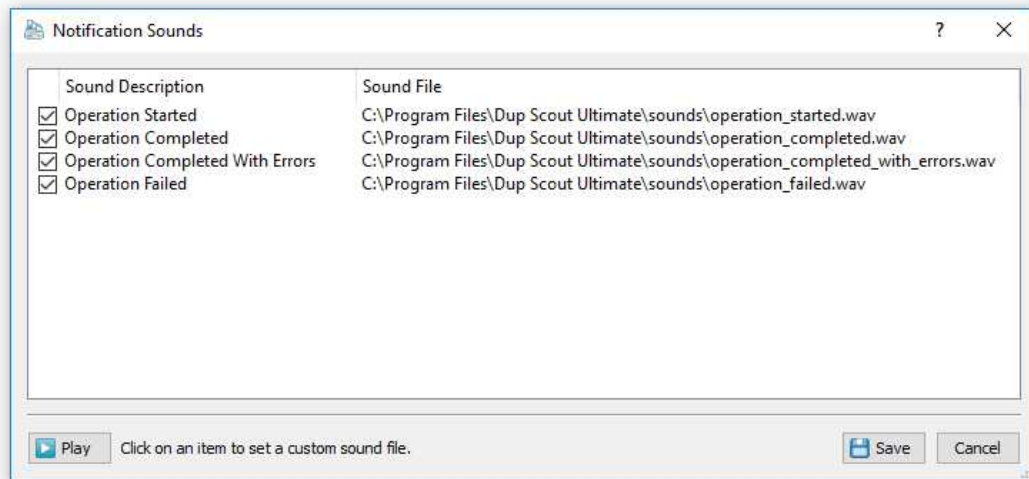 Notification Sounds ?
Sound Description Sound File
Operation Started C:\Program Files\Dup Scout Ultimate\sounds\operation_started.wav
Operation Completed C:\Program Files\Dup Scout Ultimate\sounds\operation_completed.wav
Operation Completed With Errors C:\Program Files\Dup Scout Ultimate\sounds\operation_completed_with_errors.wav
Operation Failed C:\Program Files\Dup Scout Ultimate\sounds\operation_failed.wav
Play Click on an item to set a custom sound file. Save Cancel